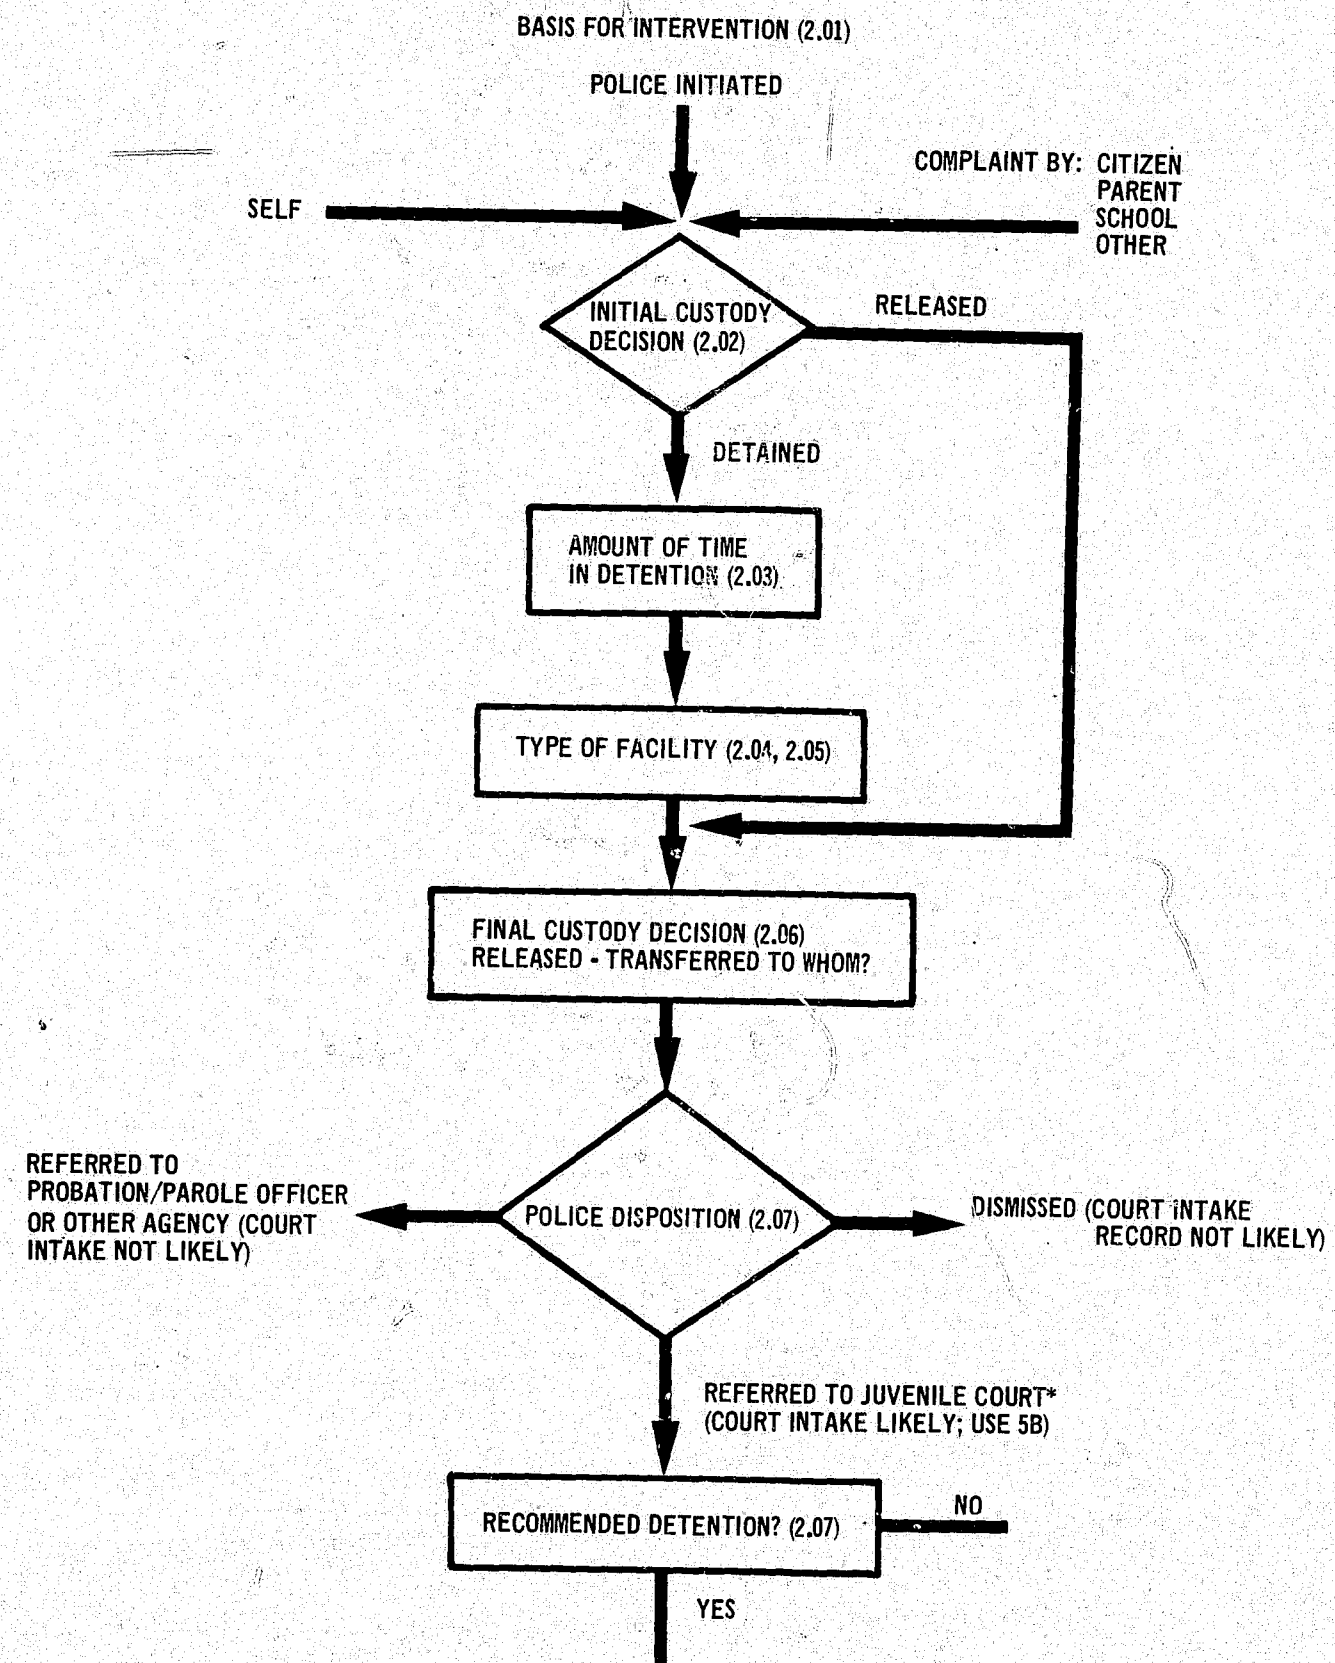 BASIS FOR INTERVENTION (2.01)
POLICE INITIATED
COMPLAINT BY: CITIZEN
PARENT
SCHOOL
OTHER
SELF
INITIAL CUSTODY
DECISION (2.02)
RELEASED
DETAINED
AMOUNT OF TIME
IN DETENTION (2.03)
TYPE OF FACILITY (2.04, 2.05)
FINAL CUSTODY DECISION (2.06)
RELEASED - TRANSFERRED TO WHOM?
REFERRED TO
PROBATION/PAROLE OFFICER
OR OTHER AGENCY (COURT
INTAKE NOT LIKELY)
POLICE DISPOSITION (2.07)
DISMISSED (COURT INTAKE
RECORD NOT LIKELY)
REFERRED TO JUVENILE COURT*
(COURT INTAKE LIKELY; USE 5B)
RECOMMENDED DETENTION? (2.07)
NO
YES